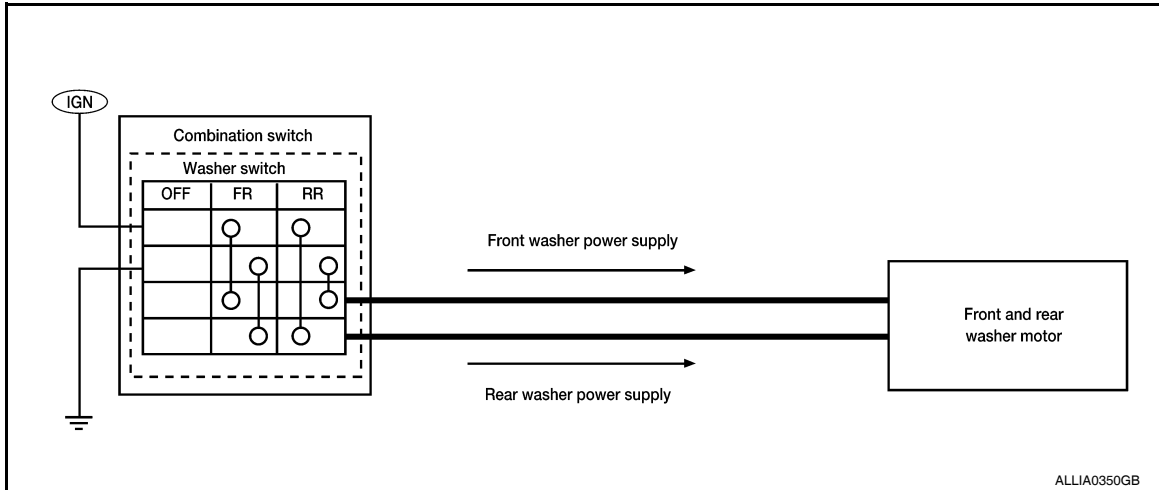 IGN
Combination switch
Washer switch
OFF FR RR
Front washer power supply
Front and rear
washer motor
Rear washer power supply
ALLIA0350GB